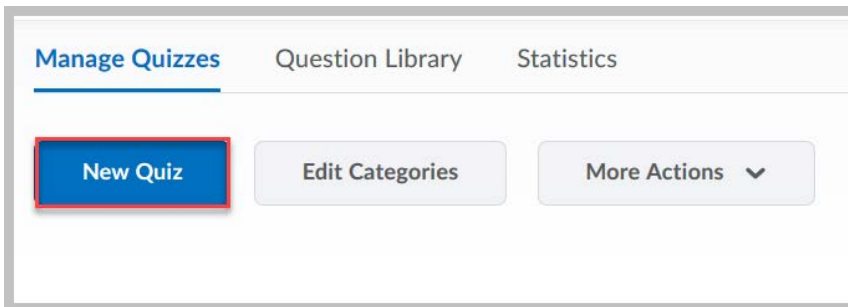 Manage Quizzes Question Library Statistics
New Quiz Edit Categories More Actions